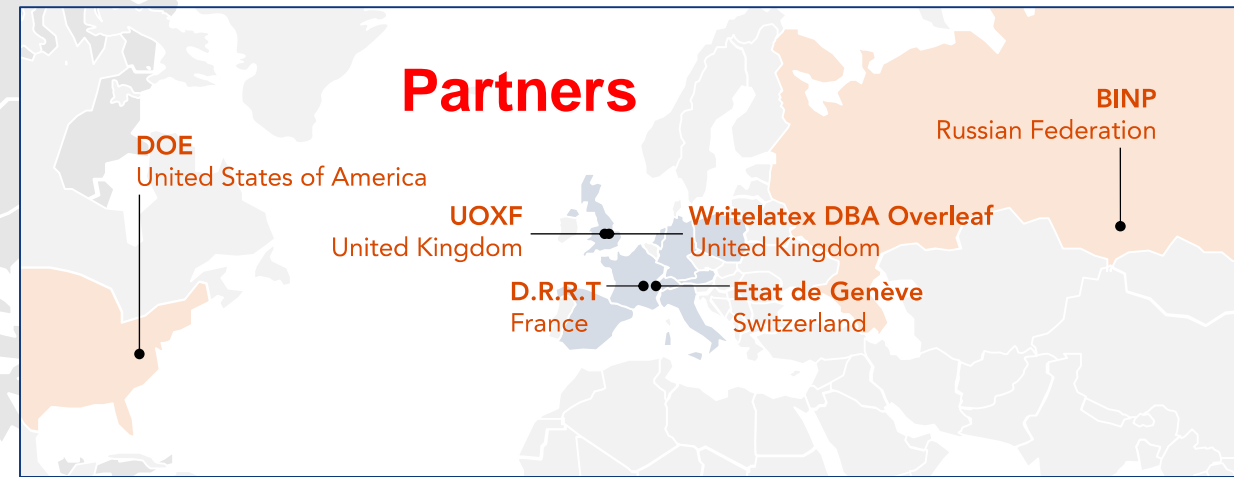 Partners
BINP
Russian Federation
DOE
United States of America
UOXF
United Kingdom
Writelatex DBA Overleaf
United Kingdom
D.R.R.T
France
Etat de Genève
Switzerland